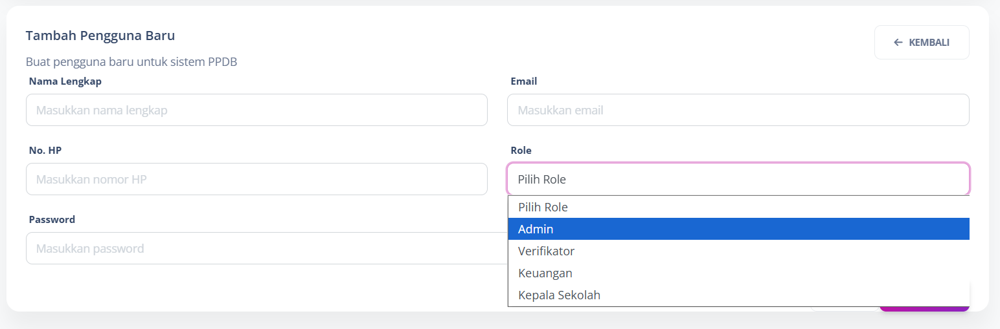 Tambah Pengguna Baru
← KEMBALI
Buat pengguna baru untuk sistem PPDB
Nama Lengkap
Masukkan nama lengkap
Email
Masukkan email
No. HP
Masukkan nomor HP
Role
Pilih Role
Pilih Role
Admin
Verifikator
Keuangan
Kepala Sekolah
Password
Masukkan password